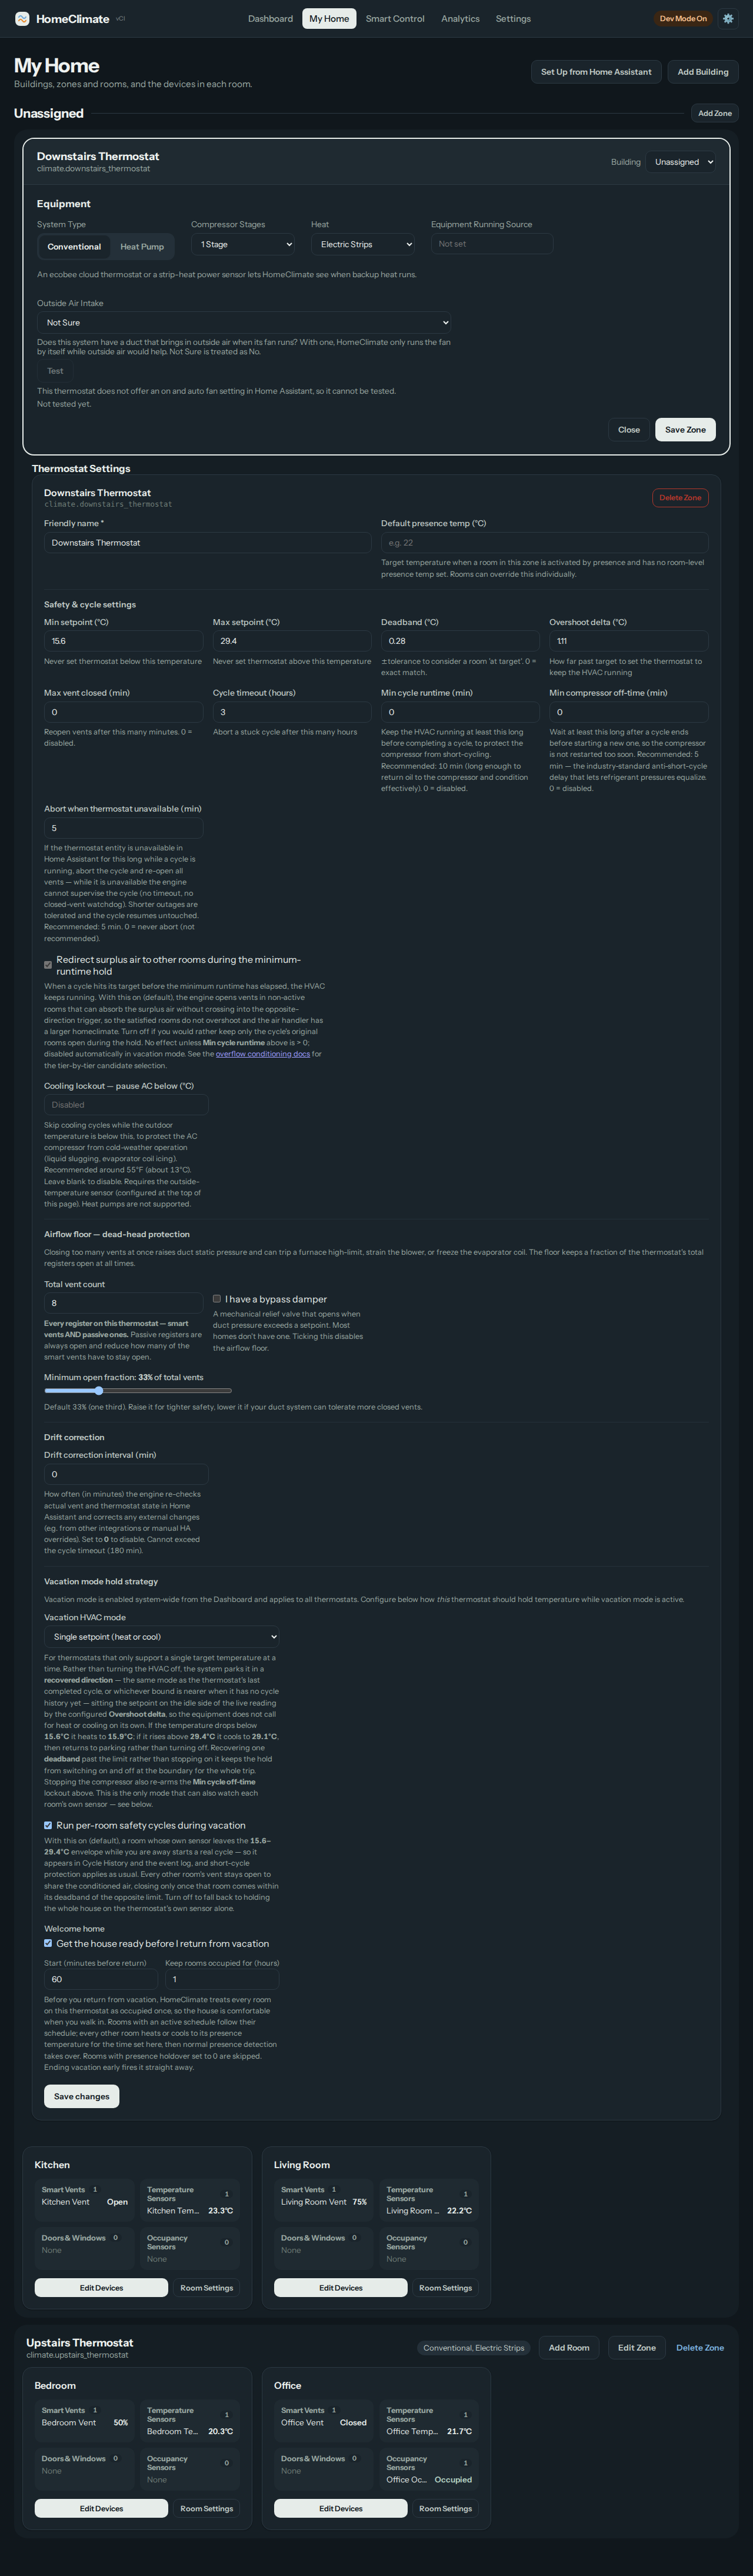 HomeClimate vCI
Dashboard
My Home
Smart Control
Analytics
Settings
Dev Mode On
My Home
Buildings, zones and rooms, and the devices in each room.
Set Up from Home Assistant
Add Building
Unassigned
Add Zone
Downstairs Thermostat
climate.downstairs_thermostat
Building
Unassigned
Equipment
System Type
Compressor Stages
Heat
Equipment Running Source
Conventional
Heat Pump
1 Stage
Electric Strips
Not set
An ecobee cloud thermostat or a strip-heat power sensor lets HomeClimate see when backup heat runs.
Outside Air Intake
Not Sure
Does this system have a duct that brings in outside air when its fan runs? With one, HomeClimate only runs the fan
by itself while outside air would help. Not Sure is treated as No.
Test
This thermostat does not offer an on and auto fan setting in Home Assistant, so it cannot be tested.
Not tested yet.
Close
Save Zone
Thermostat Settings
Downstairs Thermostat
climate.downstairs_thermostat
Delete Zone
Friendly name *
Default presence temp (°C)
Downstairs Thermostat
e.g. 22
Target temperature when a room in this zone is activated by presence and has no room-level
presence temp set. Rooms can override this individually.
Safety & cycle settings
Min setpoint (°C)
Max setpoint (°C)
Deadband (°C)
Overshoot delta (°C)
15.6
29.4
0.28
1.11
Never set thermostat below this temperature
Never set thermostat above this temperature
±tolerance to consider a room 'at target'. 0 =
exact match.
How far past target to set the thermostat to
keep the HVAC running
Max vent closed (min)
Cycle timeout (hours)
Min cycle runtime (min)
Min compressor off-time (min)
0
3
0
0
Reopen vents after this many minutes. 0 =
disabled.
Abort a stuck cycle after this many hours
Keep the HVAC running at least this long
before completing a cycle, to protect the
compressor from short-cycling.
Recommended: 10 min (long enough to
return oil to the compressor and condition
effectively). 0 = disabled.
Wait at least this long after a cycle ends
before starting a new one, so the compressor
is not restarted too soon. Recommended: 5
min — the industry-standard anti-short-cycle
delay that lets refrigerant pressures equalize.
0 = disabled.
Abort when thermostat unavailable (min)
5
If the thermostat entity is unavailable in
Home Assistant for this long while a cycle is
running, abort the cycle and re-open all
vents — while it is unavailable the engine
cannot supervise the cycle (no timeout, no
closed-vent watchdog). Shorter outages are
tolerated and the cycle resumes untouched.
Recommended: 5 min. 0 = never abort (not
recommended).
Redirect surplus air to other rooms during the minimum-
runtime hold
When a cycle hits its target before the minimum runtime has elapsed, the HVAC
keeps running. With this on (default), the engine opens vents in non-active
rooms that can absorb the surplus air without crossing into the opposite-
direction trigger, so the satisfied rooms do not overshoot and the air handler has
a larger homeclimate. Turn off if you would rather keep only the cycle's original
rooms open during the hold. No effect unless Min cycle runtime above is > 0;
disabled automatically in vacation mode. See the overflow conditioning docs for
the tier-by-tier candidate selection.
Cooling lockout — pause AC below (°C)
Disabled
Skip cooling cycles while the outdoor
temperature is below this, to protect the AC
compressor from cold-weather operation
(liquid slugging, evaporator coil icing).
Recommended around 55°F (about 13°C).
Leave blank to disable. Requires the outside-
temperature sensor (configured at the top of
this page). Heat pumps are not supported.
Airflow floor — dead-head protection
Closing too many vents at once raises duct static pressure and can trip a furnace high-limit, strain the blower, or freeze the evaporator coil. The floor keeps a fraction of the thermostat's total
registers open at all times.
Total vent count
8
I have a bypass damper
Every register on this thermostat — smart
vents AND passive ones. Passive registers are
always open and reduce how many of the
smart vents have to stay open.
A mechanical relief valve that opens when
duct pressure exceeds a setpoint. Most
homes don't have one. Ticking this disables
the airflow floor.
Minimum open fraction: 33% of total vents
Default 33% (one third). Raise it for tighter safety, lower it if your duct system can tolerate more closed vents.
Drift correction
Drift correction interval (min)
0
How often (in minutes) the engine re-checks
actual vent and thermostat state in Home
Assistant and corrects any external changes
(eg. from other integrations or manual HA
overrides). Set to 0 to disable. Cannot exceed
the cycle timeout (180 min).
Vacation mode hold strategy
Vacation mode is enabled system-wide from the Dashboard and applies to all thermostats. Configure below how this thermostat should hold temperature while vacation mode is active.
Vacation HVAC mode
Single setpoint (heat or cool)
For thermostats that only support a single target temperature at a
time. Rather than turning the HVAC off, the system parks it in a
recovered direction — the same mode as the thermostat's last
completed cycle, or whichever bound is nearer when it has no cycle
history yet — sitting the setpoint on the idle side of the live reading
by the configured Overshoot delta, so the equipment does not call
for heat or cooling on its own. If the temperature drops below
15.6°C it heats to 15.9°C; if it rises above 29.4°C it cools to 29.1°C,
then returns to parking rather than turning off. Recovering one
deadband past the limit rather than stopping on it keeps the hold
from switching on and off at the boundary for the whole trip.
Stopping the compressor also re-arms the Min cycle off-time
lockout above. This is the only mode that can also watch each
room's own sensor — see below.
Run per-room safety cycles during vacation
With this on (default), a room whose own sensor leaves the 15.6–
29.4°C envelope while you are away starts a real cycle — so it
appears in Cycle History and the event log, and short-cycle
protection applies as usual. Every other room's vent stays open to
share the conditioned air, closing only once that room comes within
its deadband of the opposite limit. Turn off to fall back to holding
the whole house on the thermostat's own sensor alone.
Welcome home
Get the house ready before I return from vacation
Start (minutes before return)
Keep rooms occupied for (hours)
60
1
Before you return from vacation, HomeClimate treats every room
on this thermostat as occupied once, so the house is comfortable
when you walk in. Rooms with an active schedule follow their
schedule; every other room heats or cools to its presence
temperature for the time set here, then normal presence detection
takes over. Rooms with presence holdover set to 0 are skipped.
Ending vacation early fires it straight away.
Save changes
Kitchen
Smart Vents 1
Kitchen Vent Open
Temperature
Sensors 1
Kitchen Tem... 23.3°C
Doors & Windows 0
None
Occupancy
Sensors 0
None
Edit Devices
Room Settings
Living Room
Smart Vents 1
Living Room Vent 75%
Temperature
Sensors 1
Living Room ... 22.2°C
Doors & Windows 0
None
Occupancy
Sensors 0
None
Edit Devices
Room Settings
Upstairs Thermostat
climate.upstairs_thermostat
Conventional, Electric Strips
Add Room
Edit Zone
Delete Zone
Bedroom
Smart Vents 1
Bedroom Vent 50%
Temperature
Sensors 1
Bedroom Te... 20.3°C
Doors & Windows 0
None
Occupancy
Sensors 0
None
Edit Devices
Room Settings
Office
Smart Vents 1
Office Vent Closed
Temperature
Sensors 1
Office Temp... 21.7°C
Doors & Windows 0
None
Occupancy
Sensors 1
Office Oc... Occupied
Edit Devices
Room Settings